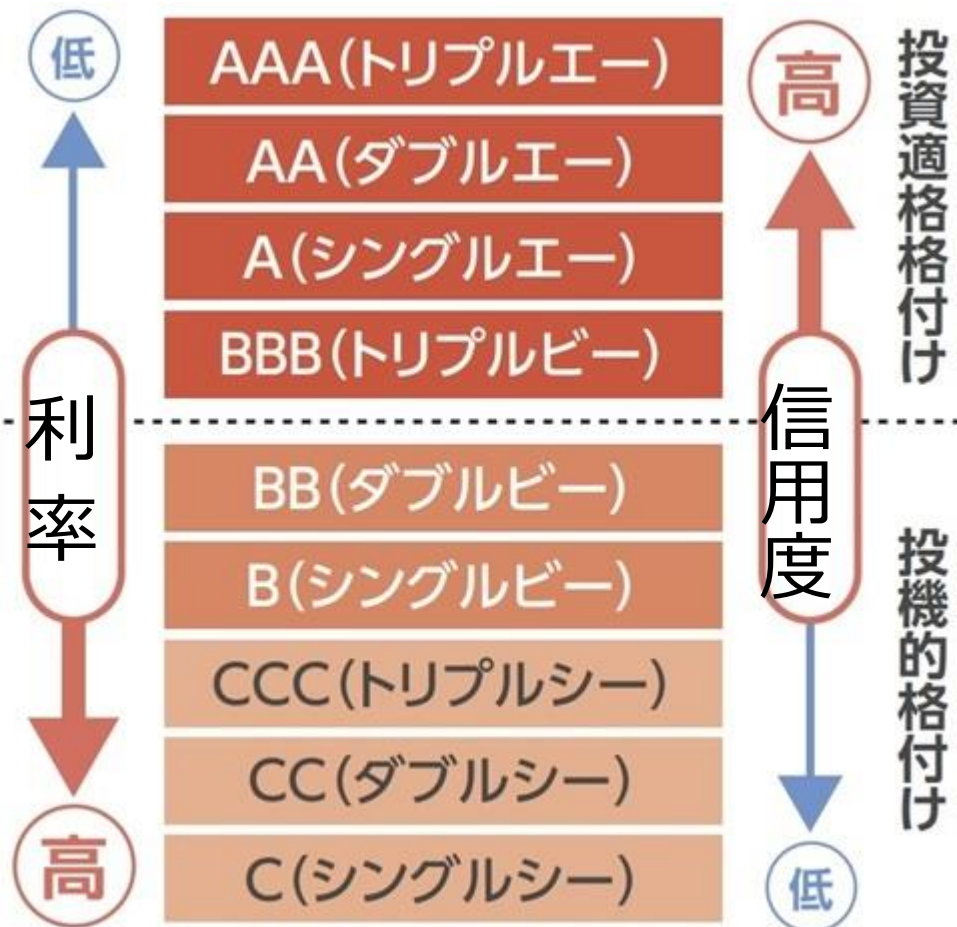 低
高
AAA(トリプルエー)
AA(ダブルエー)
A(シングルエー)
BBB(トリプルビー)
投資適格格付け
利率
信用度
BB(ダブルビー)
B(シングルビー)
CCC(トリプルシー)
CC(ダブルシー)
C(シングルシー)
投機的格付け
高
低